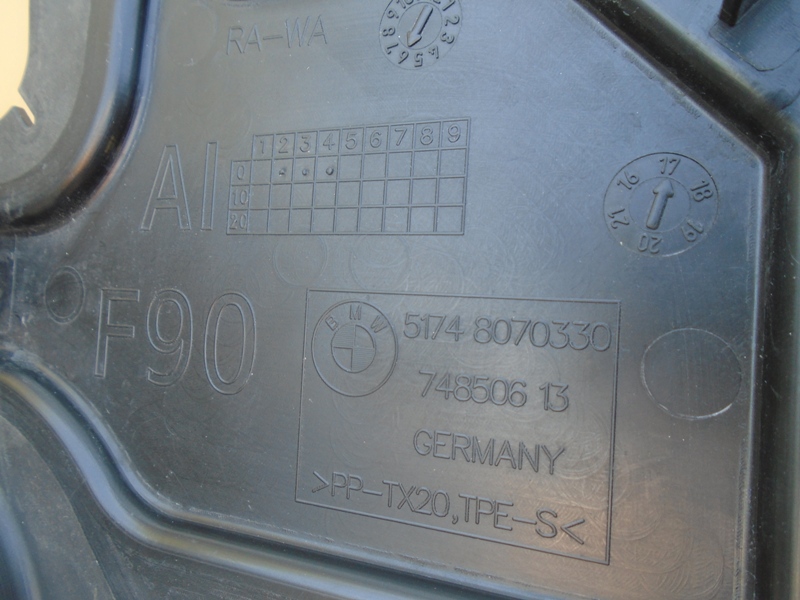 RA-WA
1 2 3 4 5 6 7 8 9
AI
0
10
20
16 17 18 19 20 21
F90
BMW
5174 8070330
748506 13
GERMANY
>PP-TX20,TPE-S<